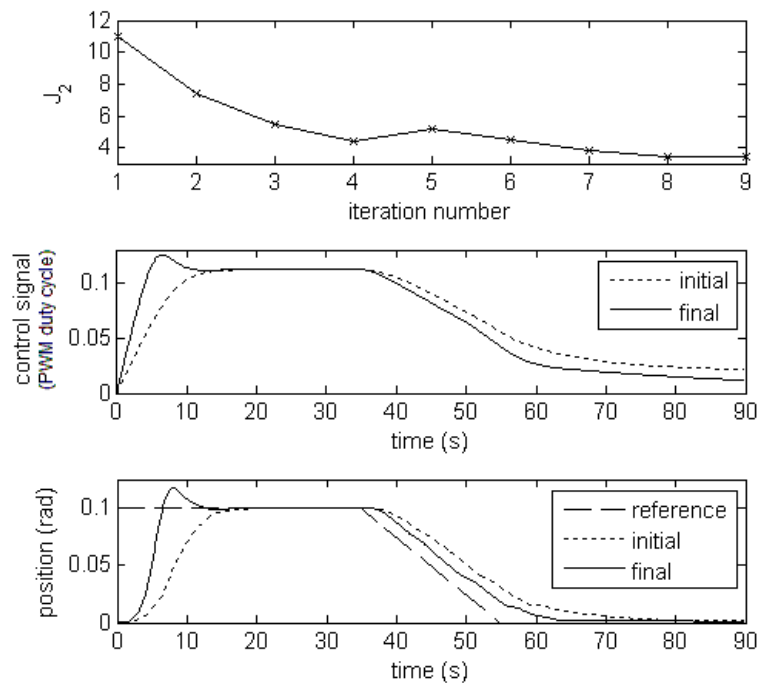 12
10
8
6
4
J2
1 2 3 4 5 6 7 8 9
iteration number
control signal
(PWM duty cycle)
0.1
0.05
0
initial
final
0 10 20 30 40 50 60 70 80 90
time (s)
position (rad)
0.1
0.05
0
reference
initial
final
0 10 20 30 40 50 60 70 80 90
time (s)